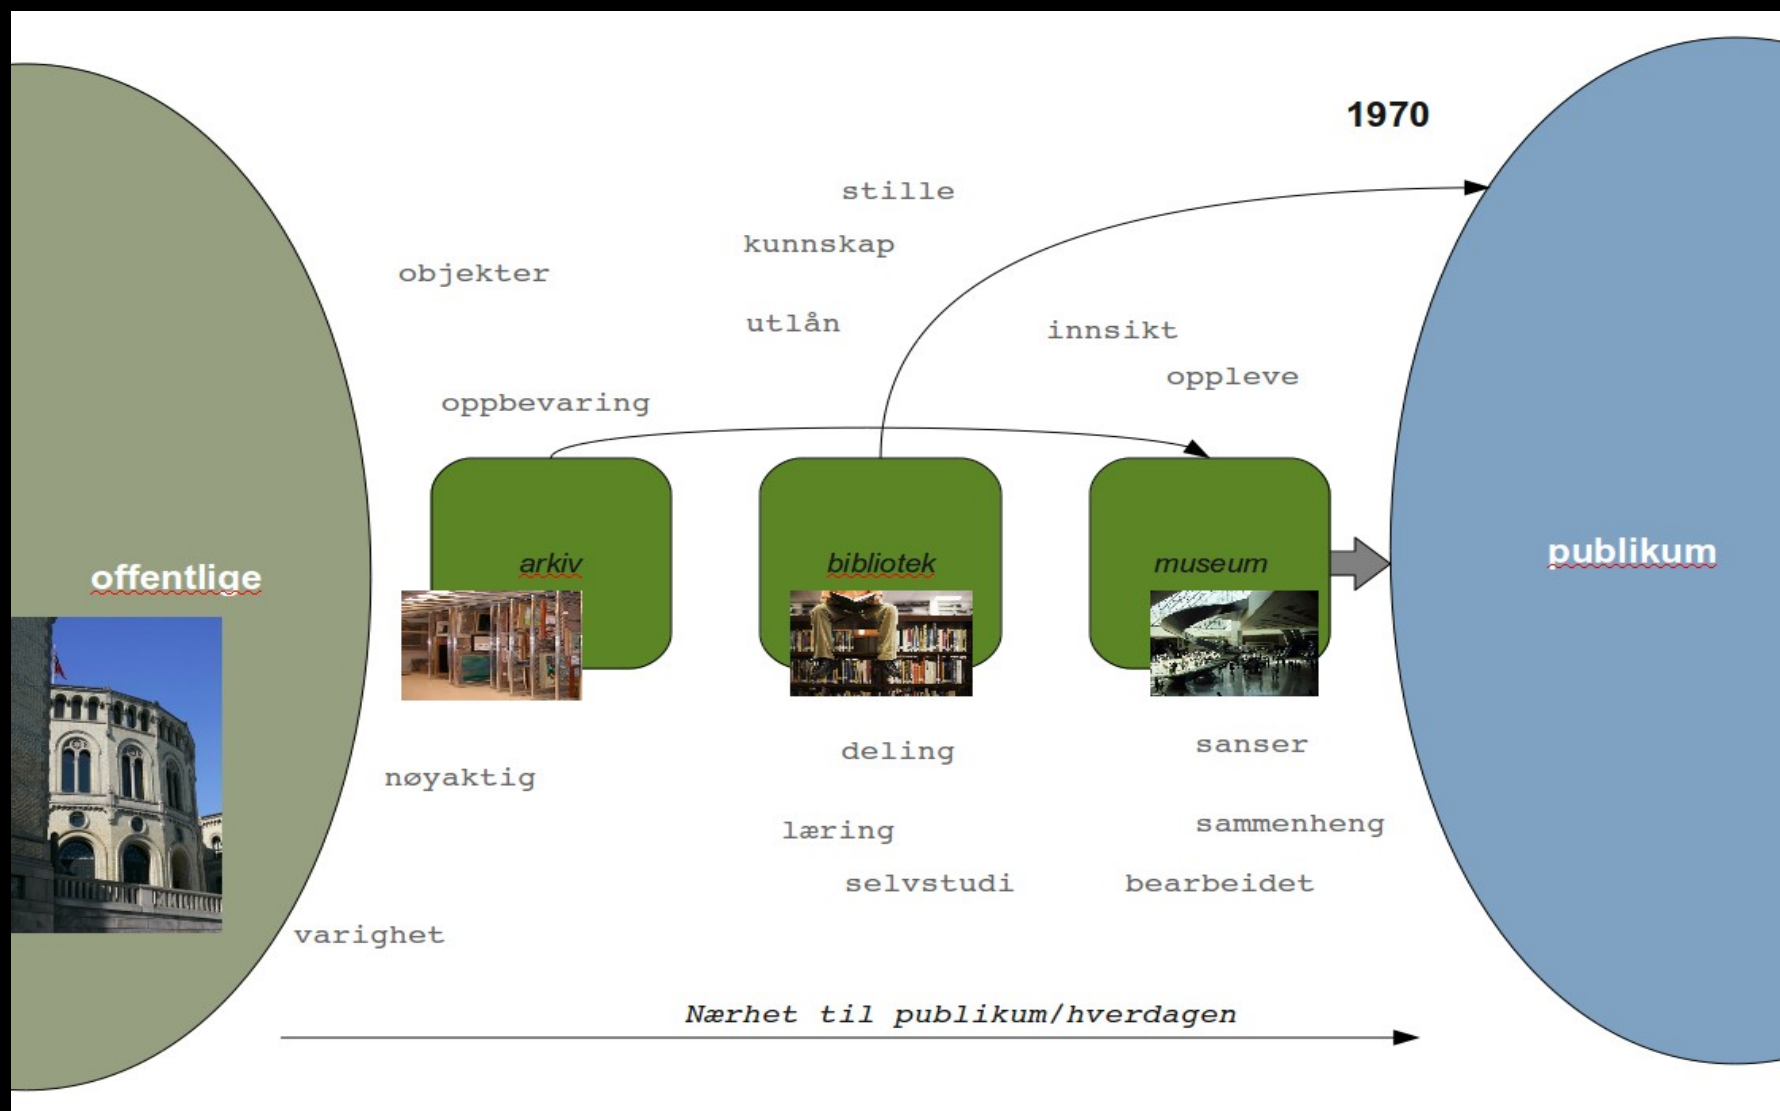 1970
stille
kunnskap
objekter
utlån
innsikt
oppleve
oppbevaring
offentlige
arkiv
bibliotek
museum
publikum
nøyaktig
deling
sanser
læring
sammenheng
selvstudi
bearbeidet
varighet
Nærhet til publikum/hverdagen